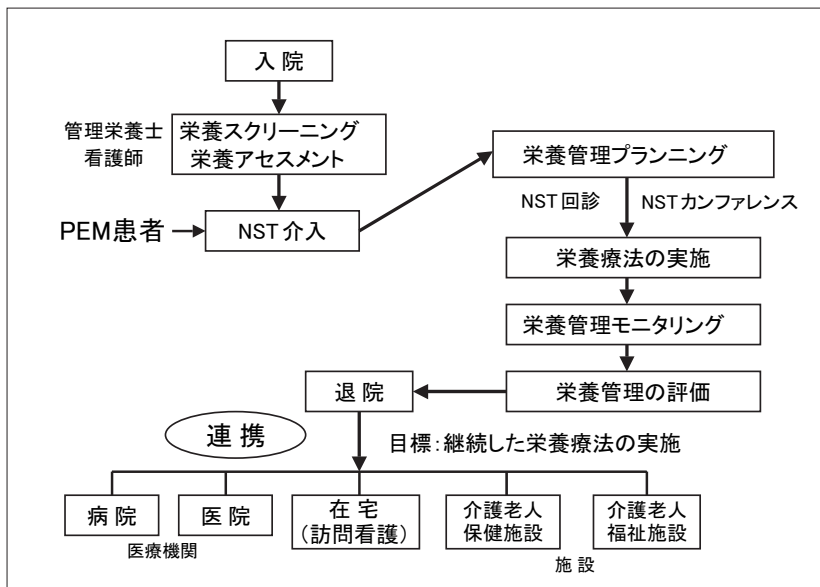 入 院
管理栄養士
看護師
栄養スクリーニング
栄養アセスメント
PEM患者
NST 介入
栄養管理プランニング
NST 回診
NSTカンファレンス
栄養療法の実施
栄養管理モニタリング
栄養管理の評価
退 院
連 携
目標：継続した栄養療法の実施
病 院
医 院
在 宅
（訪問看護）
介護老人
保健施設
介護老人
福祉施設
医療機関
施 設